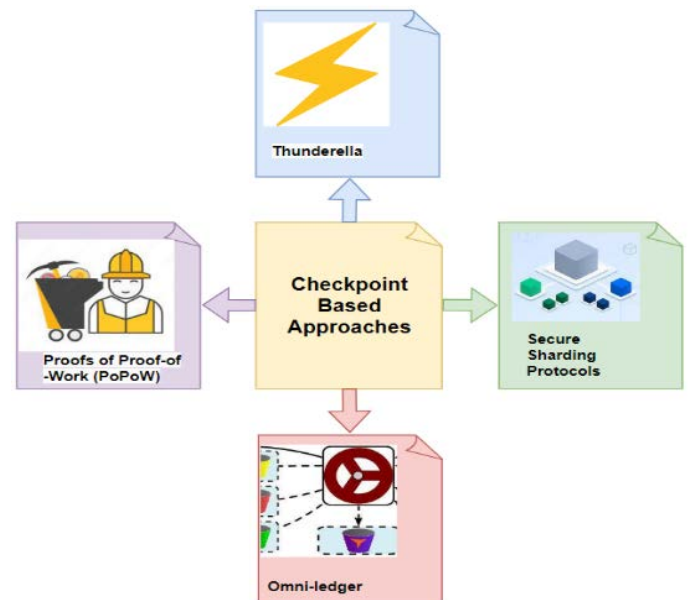 Thunderella
Checkpoint
Based
Approaches
Proofs of Proof-of
-Work (PoPoW)
Secure
Sharding
Protocols
Omni-ledger